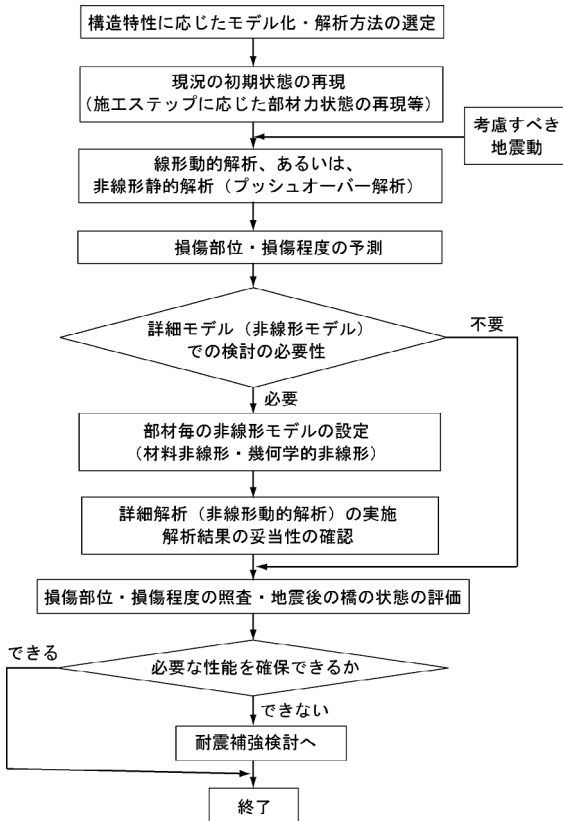 構造特性に応じたモデル化・解析方法の選定
現況の初期状態の再現
（施工ステップに応じた部材力状態の再現等）
考慮すべき
地震動
線形動的解析、あるいは、
非線形静的解析（プッシュオーバー解析）
損傷部位・損傷程度の予測
詳細モデル（非線形モデル）
での検討の必要性
不要
必要
部材毎の非線形モデルの設定
（材料非線形・幾何学的非線形）
詳細解析（非線形動的解析）の実施
解析結果の妥当性の確認
損傷部位・損傷程度の照査・地震後の橋の状態の評価
できる
必要な性能を確保できるか
できない
耐震補強検討へ
終了